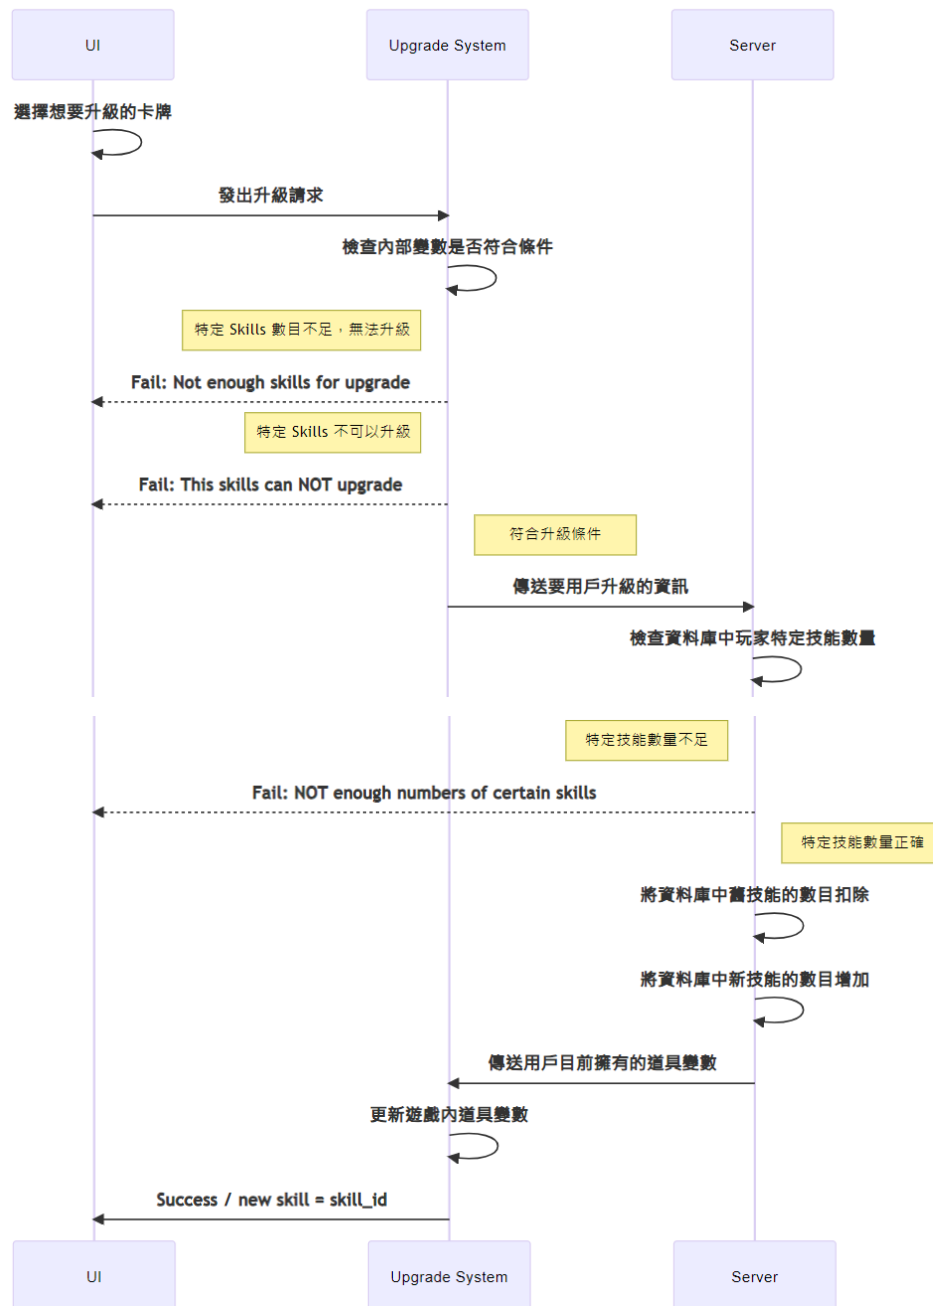 UI
Upgrade System
Server
選擇想要升級的卡牌
發出升級請求
檢查內部變數是否符合條件
特定 Skills 數目不足，無法升級
Fail: Not enough skills for upgrade
特定 Skills 不可以升級
Fail: This skills can NOT upgrade
符合升級條件
傳送要用戶升級的資訊
檢查資料庫中玩家特定技能數量
特定技能數量不足
Fail: NOT enough numbers of certain skills
特定技能數量正確
將資料庫中舊技能的數目扣除
將資料庫中新技能的數目增加
傳送用戶目前擁有的道具變數
更新遊戲內道具變數
Success / new skill = skill_id
UI
Upgrade System
Server